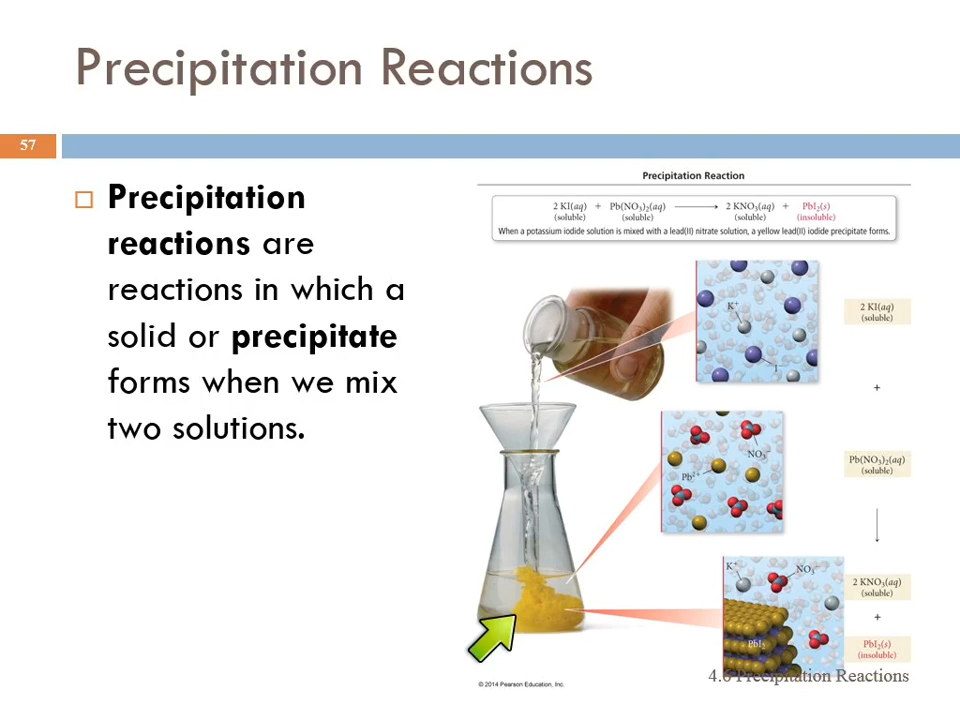 Precipitation Reactions
57
Precipitation
reactions are
reactions in which a
solid or precipitate
forms when we mix
two solutions.
Precipitation Reaction
2 KI(aq) + Pb(NO₃)₂(aq) ⟶ 2 KNO₃(aq) + PbI₂(s)
(soluble) (soluble) (soluble) (insoluble)
When a potassium iodide solution is mixed with a lead(II) nitrate solution, a yellow lead(II) iodide precipitate forms.
K⁺
I⁻
2 KI(aq)
(soluble)
+
NO₃⁻
Pb²⁺
Pb(NO₃)₂(aq)
(soluble)
K⁺
NO₃⁻
PbI₂
2 KNO₃(aq)
(soluble)
+
PbI₂(s)
(insoluble)
4.6 Precipitation Reactions
© 2014 Pearson Education, Inc.